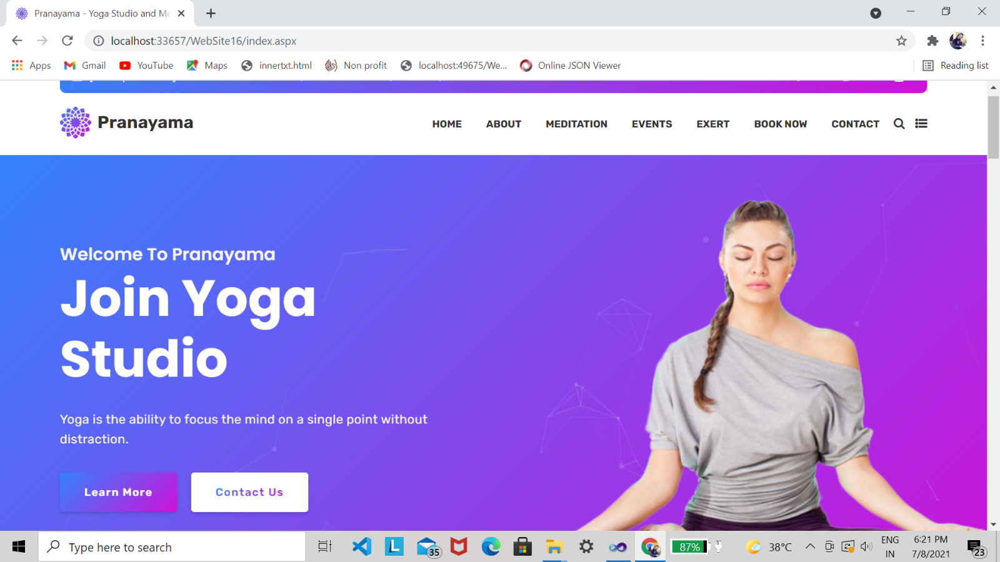 Pranayama - Yoga Studio and Me
localhost:33657/WebSite16/index.aspx
Apps Gmail YouTube Maps innertxt.html Non profit localhost:49675/We... Online JSON Viewer Reading list
Pranayama
HOME ABOUT MEDITATION EVENTS EXERT BOOK NOW CONTACT
Welcome To Pranayama
Join Yoga
Studio
Yoga is the ability to focus the mind on a single point without
distraction.
Learn More Contact Us
Type here to search
L
35
87%
38°C
ENG
IN
6:21 PM
7/8/2021
23